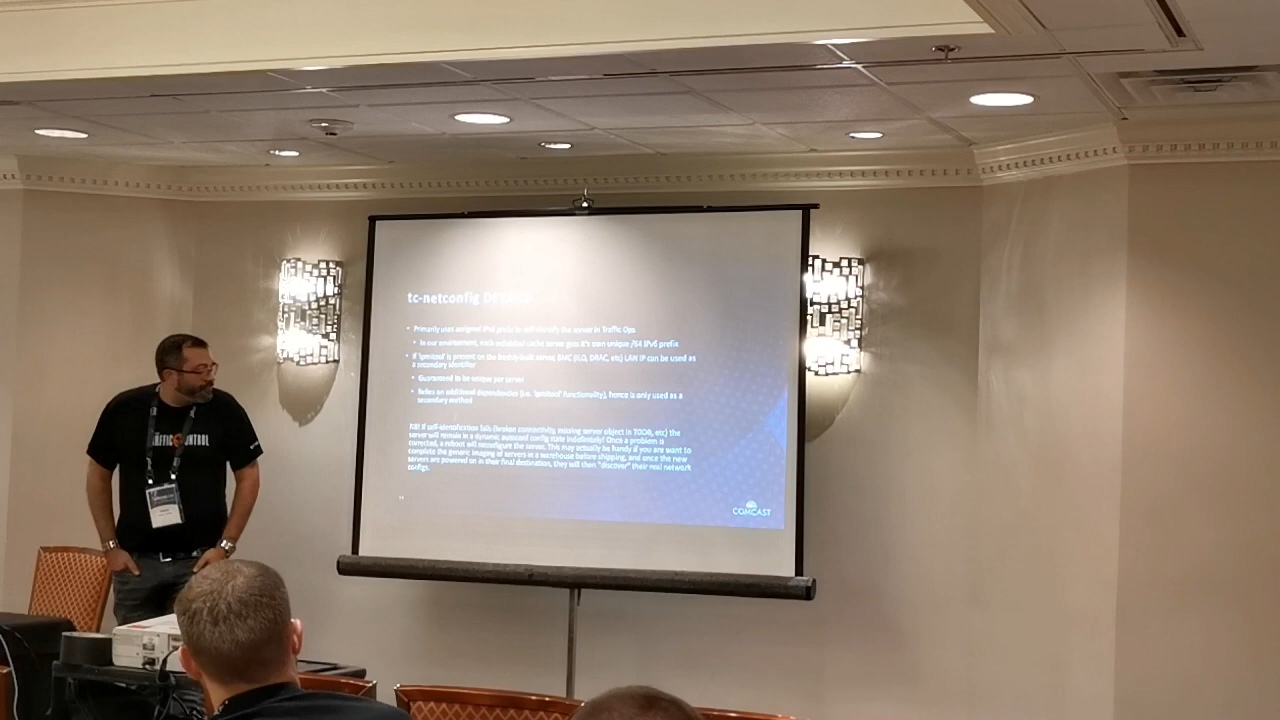 tc-netconfig DETAILS
• Primarily uses assigned IPv6 prefix to self-identify the server in Traffic Ops
• In our environment, each individual cache server gets it's own unique /64 IPv6 prefix
• If 'ipmitool' is present on the freshly-built server, BMC (iLO, DRAC, etc) LAN IP can be used as
a secondary identifier
• Guaranteed to be unique per server
• Relies on additional dependencies (i.e. 'ipmitool' functionality), hence is only used as a
secondary method
If self-identification fails (broken connectivity, missing server object in TODB, etc) the
server will remain in a dynamic autoconf config state indefinitely! Once a problem is
corrected, a reboot will reconfigure the server. This may actually be handy if you are want to
complete the generic imaging of servers in a warehouse before shipping, and once the new
servers are powered on in their final destination, they will then "discover" their real network
configs.
COMCAST
TRAFFIC CONTROL